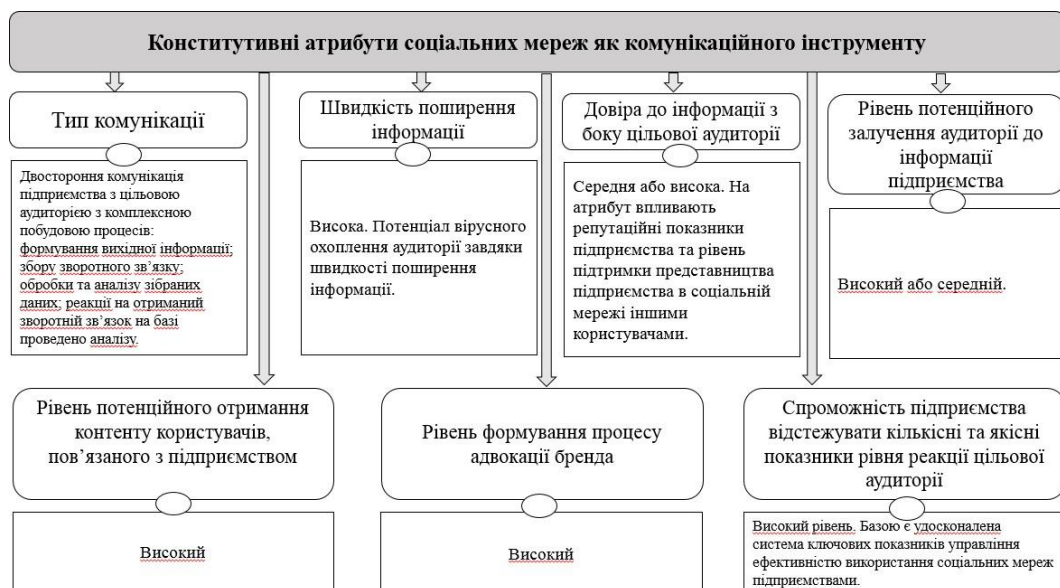 Конститутивні атрибути соціальних мереж як комунікаційного інструменту
Тип комунікації
Двостороння комунікація
підприємства з цільовою
аудиторією з комплексною
побудовою процесів:
формування вихідної інформації;
збору зворотного зв’язку;
обробки та аналізу зібраних
даних; реакції на отриманий
зворотній зв’язок на базі
проведено аналізу.
Швидкість поширення
інформації
Висока. Потенціал вірусного
охоплення аудиторії завдяки
швидкості поширення
інформації.
Довіра до інформації з
боку цільової аудиторії
Середня або висока. На
атрибут впливають
репутаційні показники
підприємства та рівень
підтримки представництва
підприємства в соціальній
мережі іншими
користувачами.
Рівень потенційного
залучення аудиторії до
інформації
підприємства
Високий або середній.
Рівень потенційного отримання
контенту користувачів,
пов’язаного з підприємством
Високий
Рівень формування процесу
адвокації бренда
Високий
Спроможність підприємства
відстежувати кількісні та якісні
показники рівня реакції цільової
аудиторії
Високий рівень. Базою є удосконалена
система ключових показників управління
ефективністю використання соціальних мереж
підприємствами.